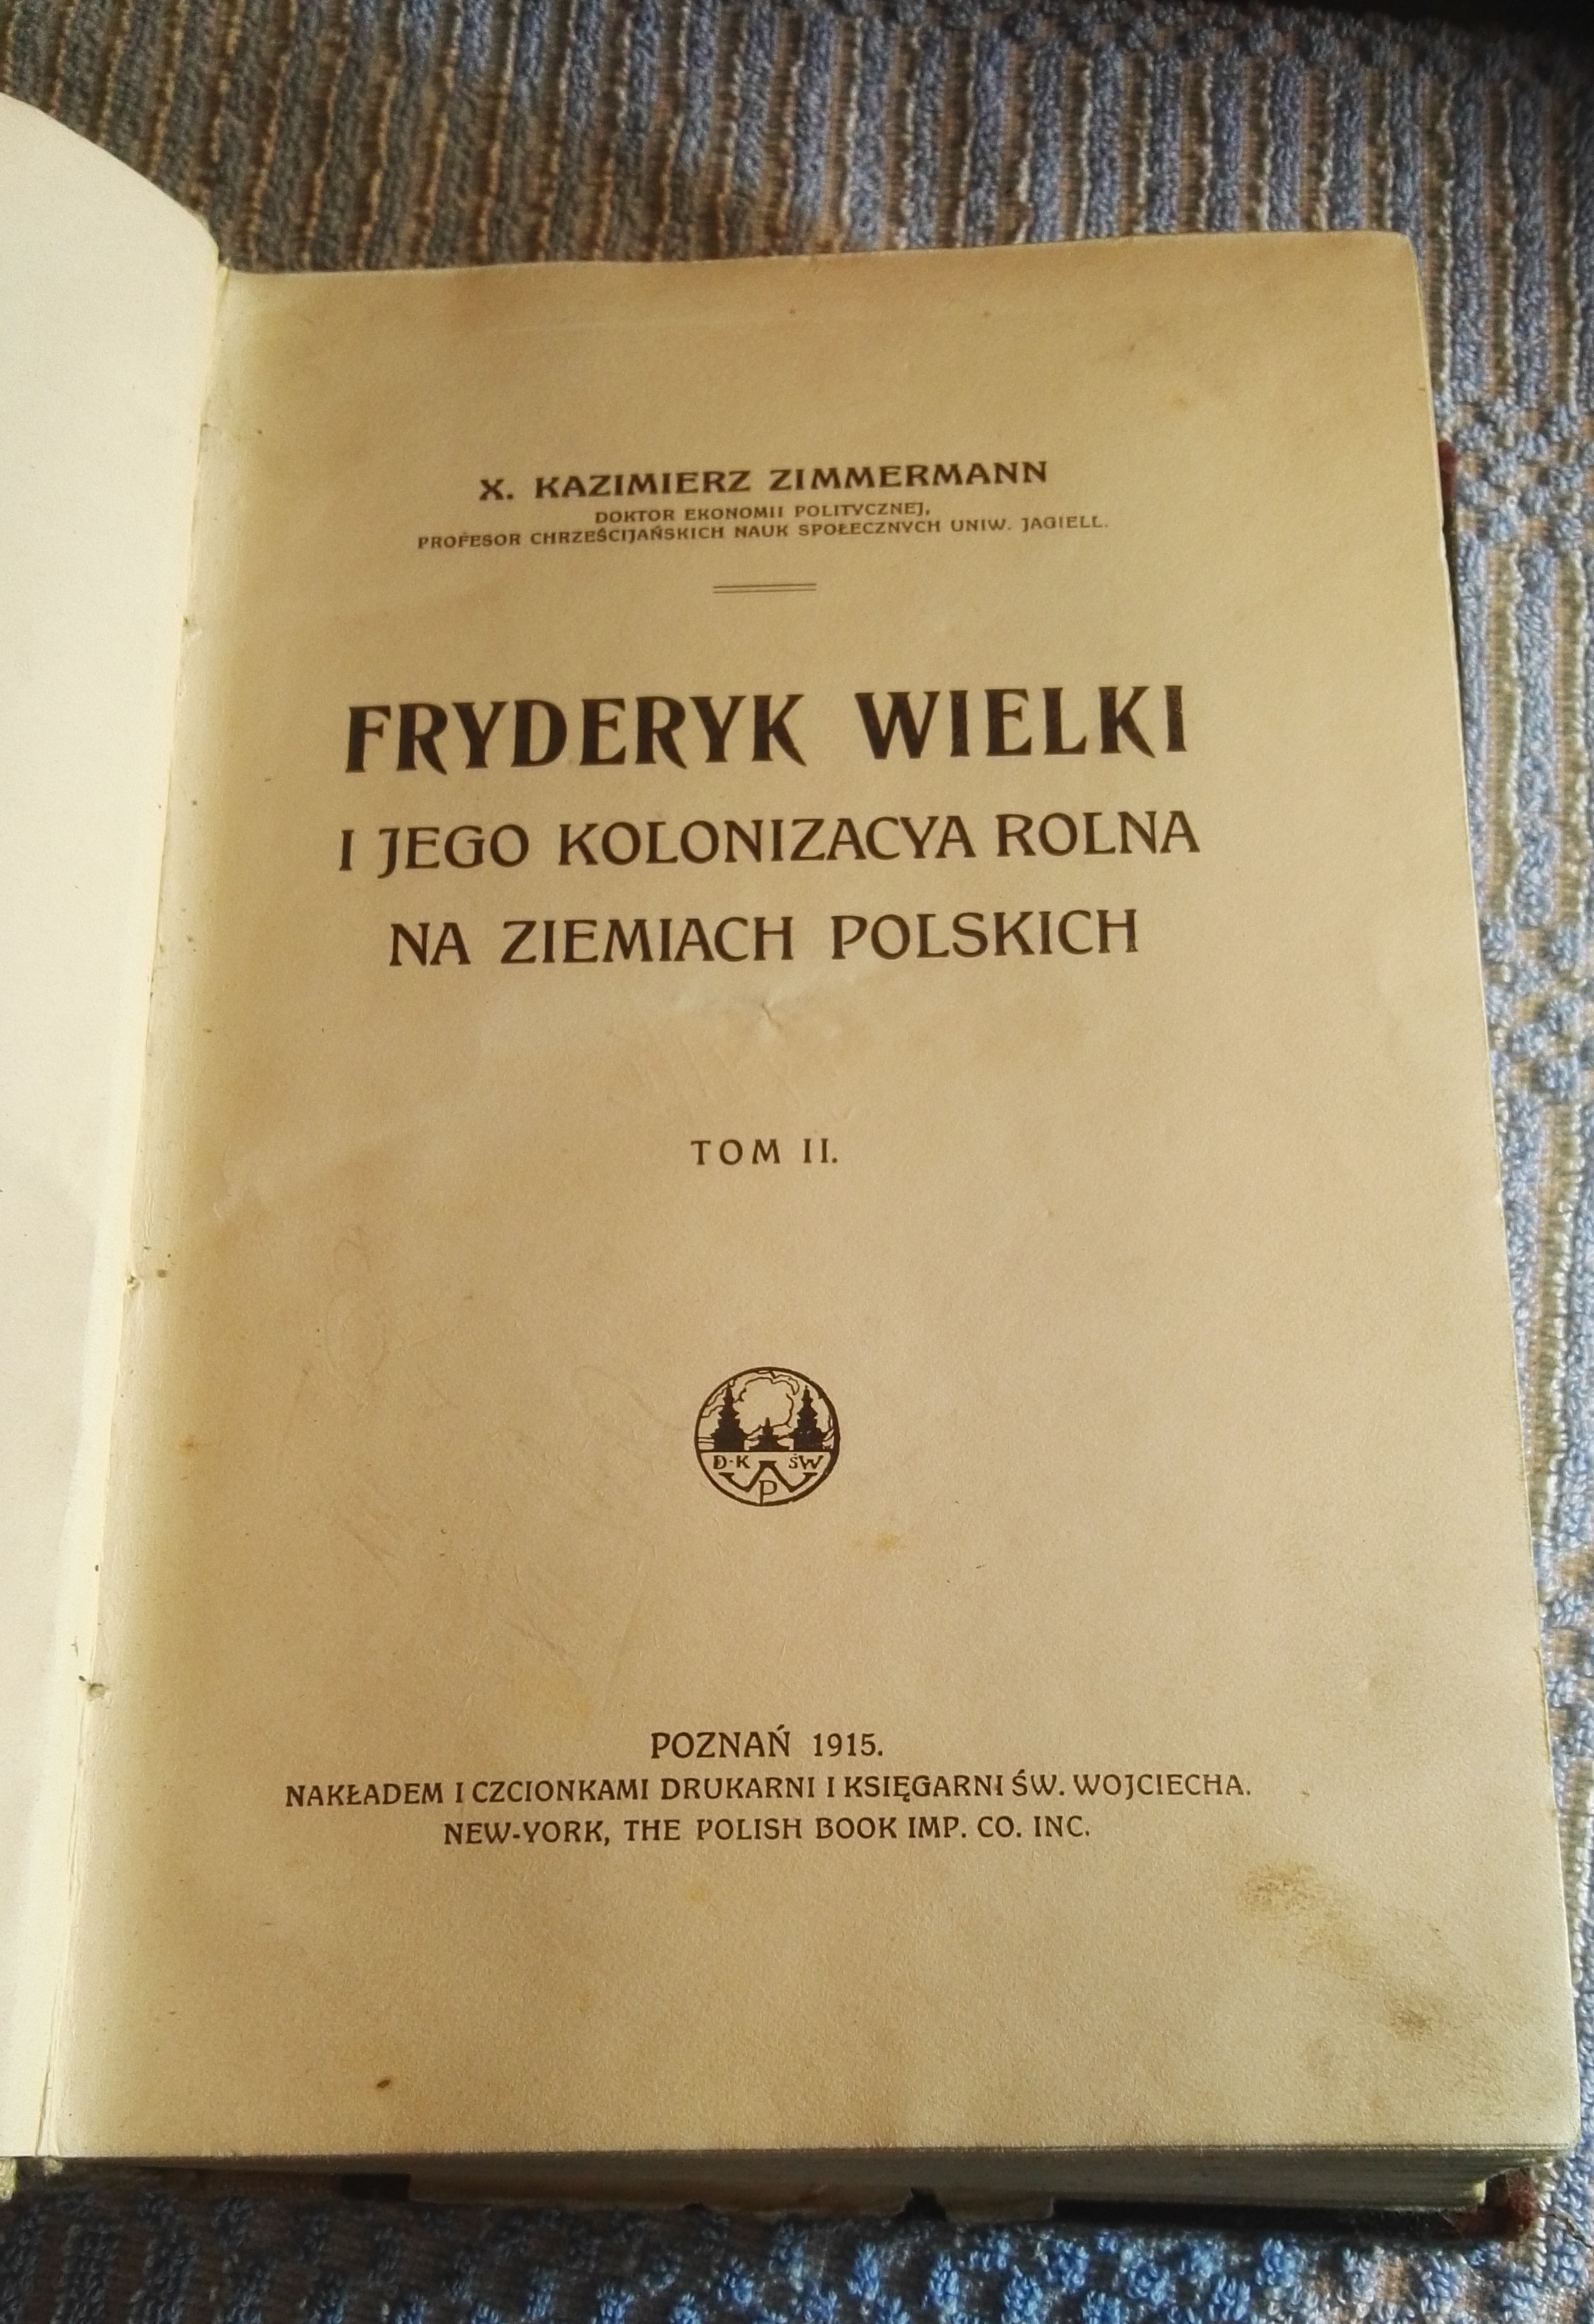 X. KAZIMIERZ ZIMMERMANN
DOKTOR EKONOMII POLITYCZNEJ,
PROFESOR CHRZEŚCIJAŃSKICH NAUK SPOŁECZNYCH UNIW. JAGIELL.
FRYDERYK WIELKI
I JEGO KOLONIZACYA ROLNA
NA ZIEMIACH POLSKICH
TOM II.
D·K ŚW
P
POZNAŃ 1915.
NAKŁADEM I CZCIONKAMI DRUKARNI I KSIĘGARNI ŚW. WOJCIECHA.
NEW-YORK, THE POLISH BOOK IMP. CO. INC.